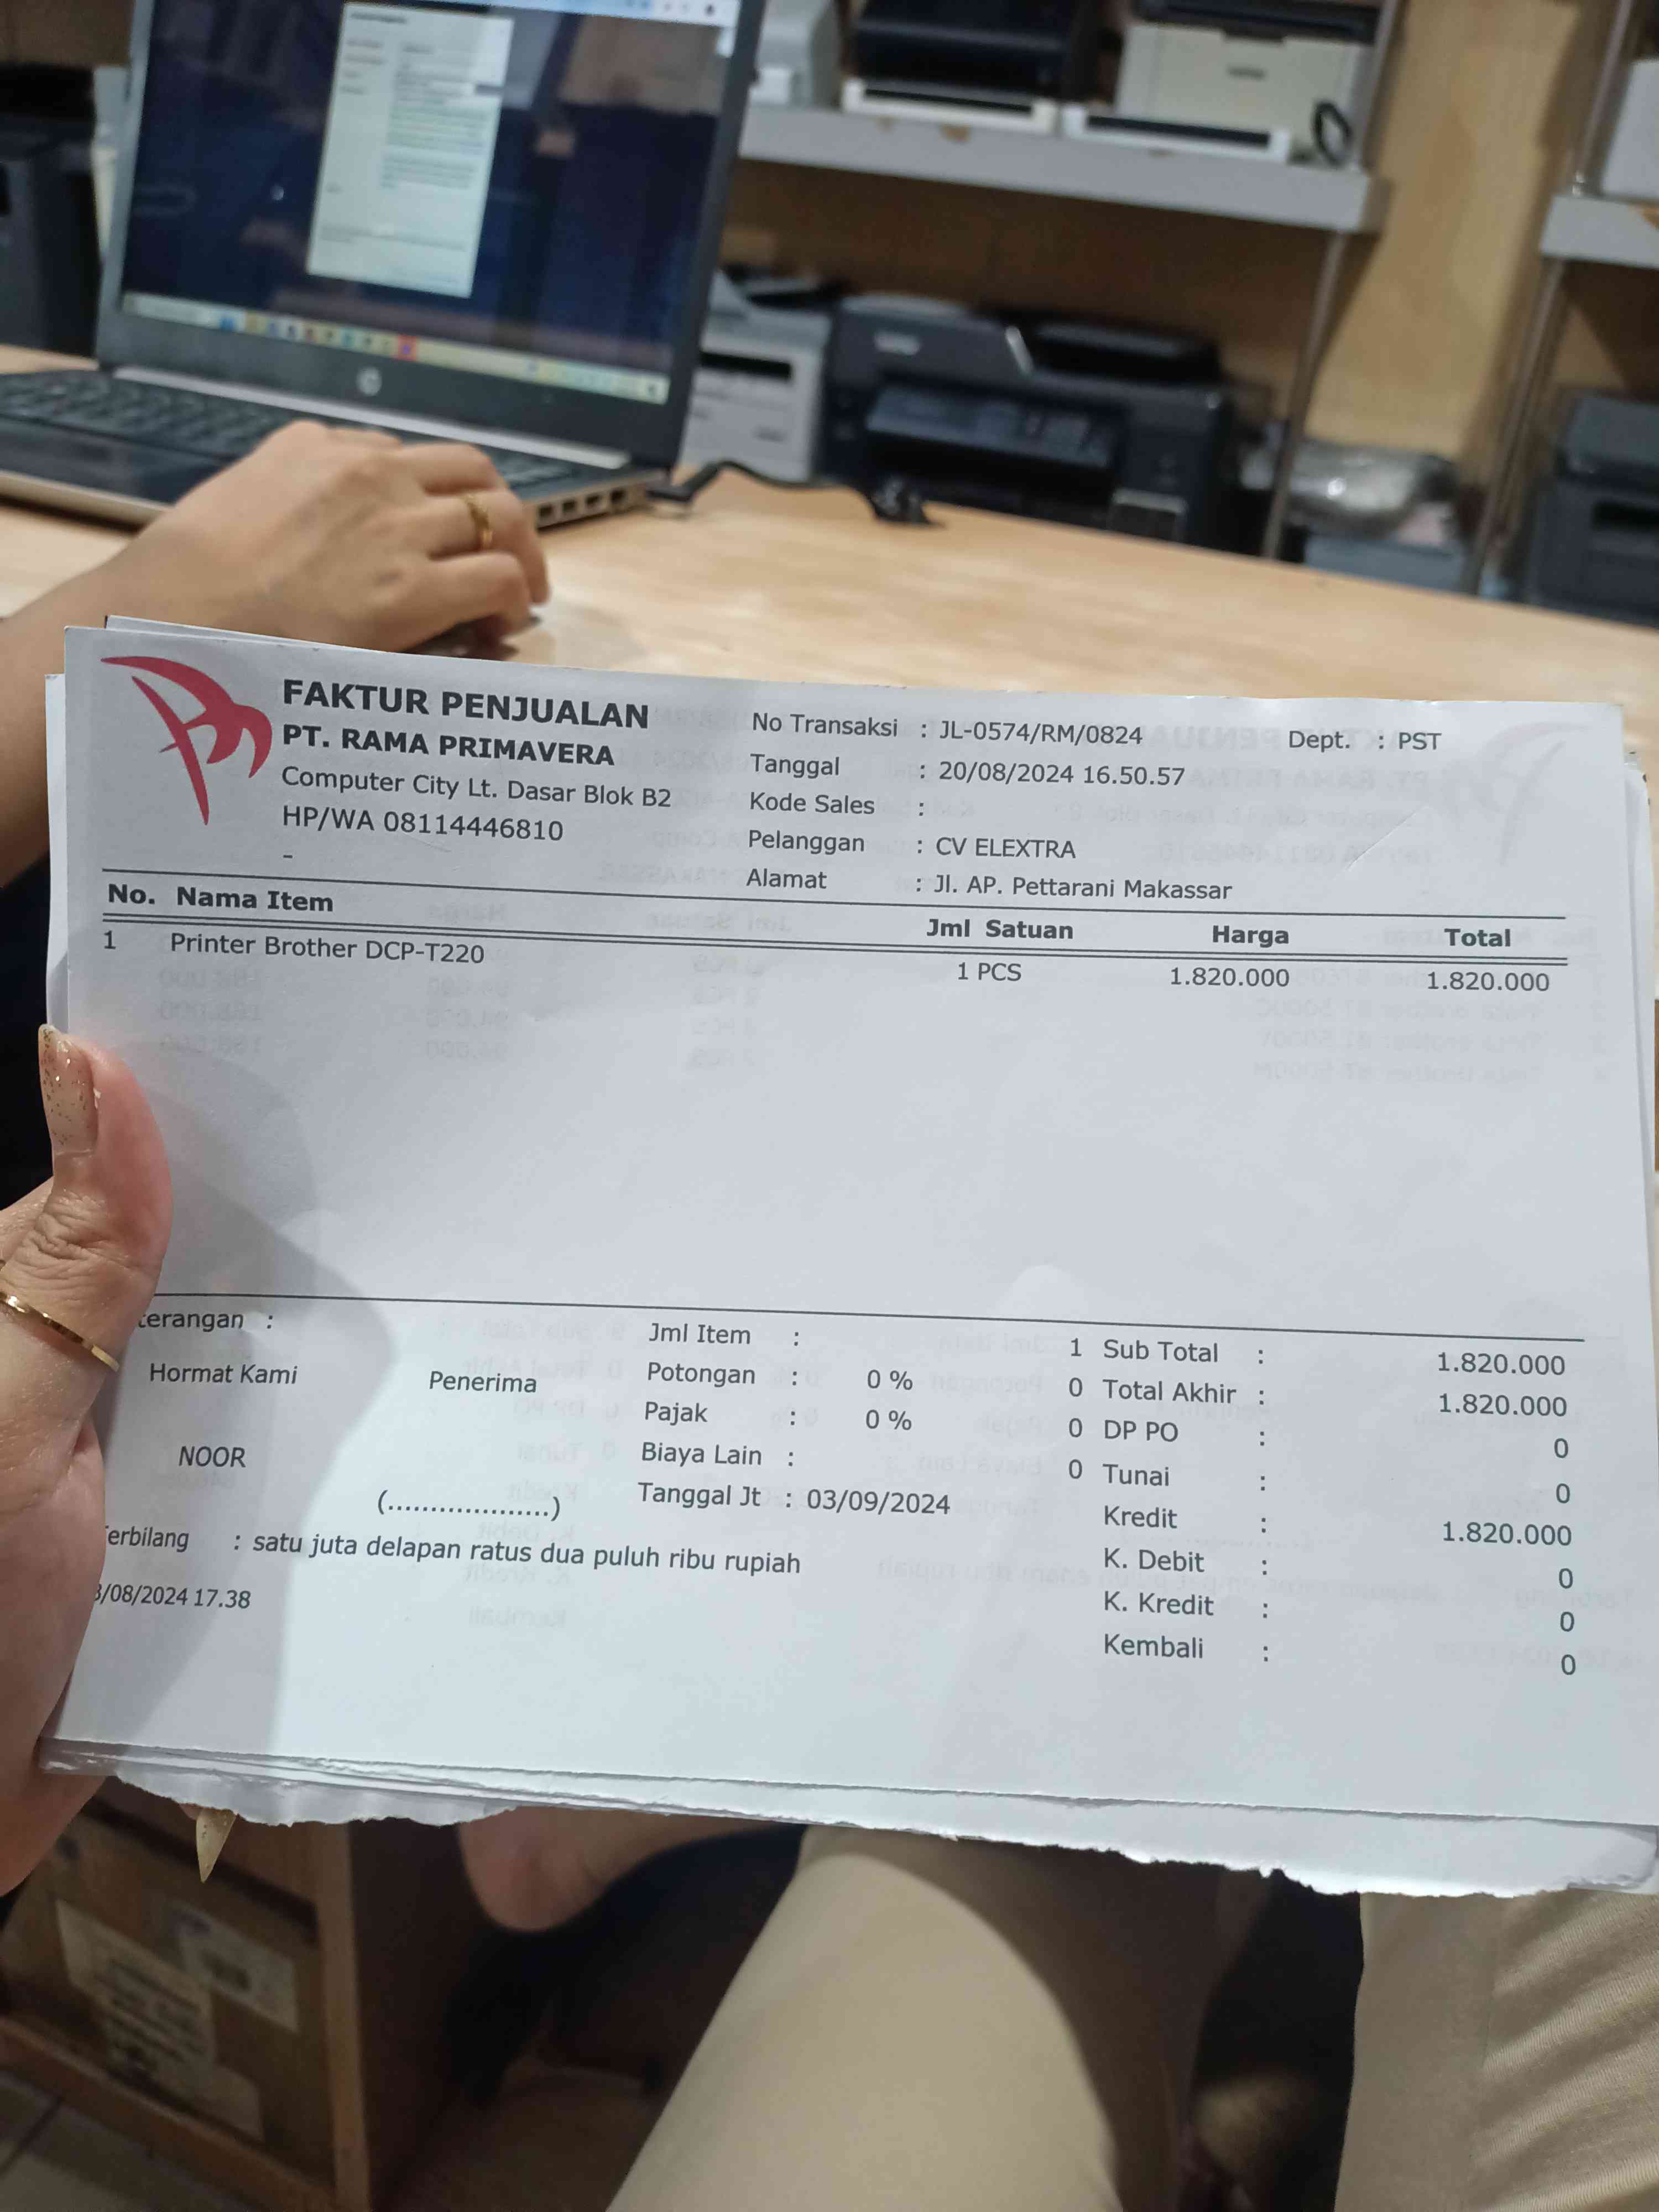 FAKTUR PENJUALAN
PT. RAMA PRIMAVERA
Computer City Lt. Dasar Blok B2
HP/WA 08114446810
-
No Transaksi : JL-0574/RM/0824
Dept. : PST
Tanggal : 20/08/2024 16.50.57
Kode Sales :
Pelanggan : CV ELEXTRA
Alamat : Jl. AP. Pettarani Makassar
No. Nama Item Jml Satuan Harga Total
1 Printer Brother DCP-T220 1 PCS 1.820.000 1.820.000
terangan :
Hormat Kami
Penerima
NOOR
(...................)
Jml Item : 1
Potongan : 0 % 0
Pajak : 0 % 0
Biaya Lain : 0
Tanggal Jt : 03/09/2024
Sub Total : 1.820.000
Total Akhir : 1.820.000
DP PO : 0
Tunai : 0
Kredit : 1.820.000
K. Debit : 0
K. Kredit : 0
Kembali : 0
erbilang : satu juta delapan ratus dua puluh ribu rupiah
/08/2024 17.38